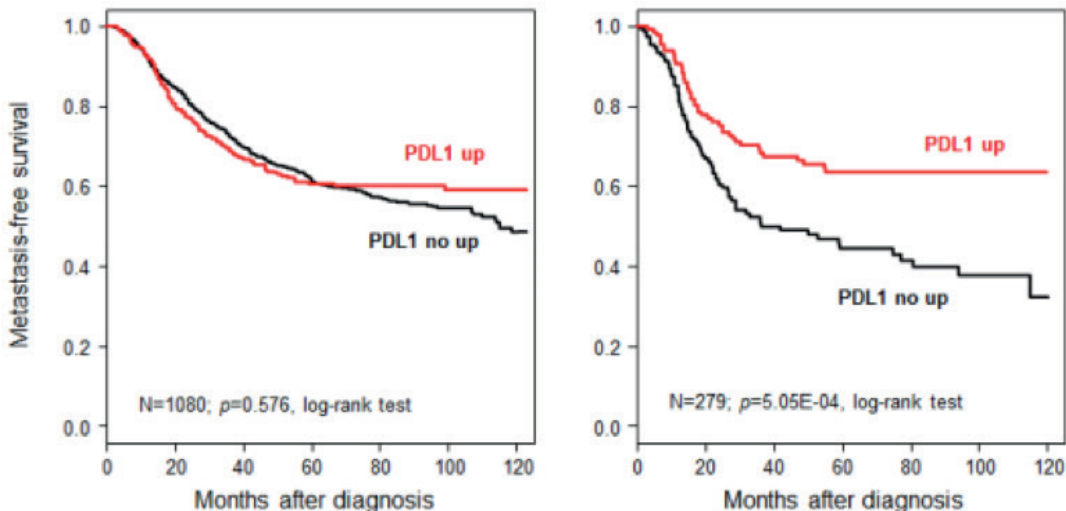 Metastasis-free survival
1.0
0.8
0.6
0.4
0.2
0.0
PDL1 up
PDL1 no up
N=1080; p=0.576, log-rank test
0 20 40 60 80 100 120
Months after diagnosis
1.0
0.8
0.6
0.4
0.2
0.0
PDL1 up
PDL1 no up
N=279; p=5.05E-04, log-rank test
0 20 40 60 80 100 120
Months after diagnosis